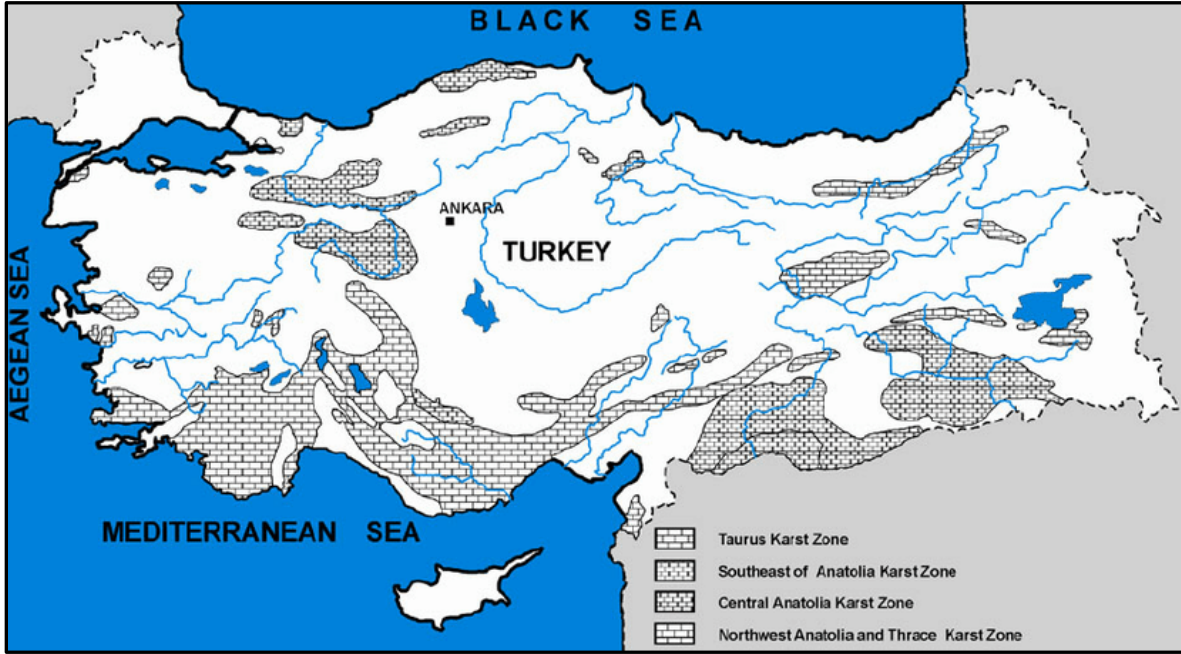 BLACK SEA
ANKARA
TURKEY
AEGEAN SEA
MEDITERRANEAN SEA
Taurus Karst Zone
Southeast of Anatolia Karst Zone
Central Anatolia Karst Zone
Northwest Anatolia and Thrace Karst Zone